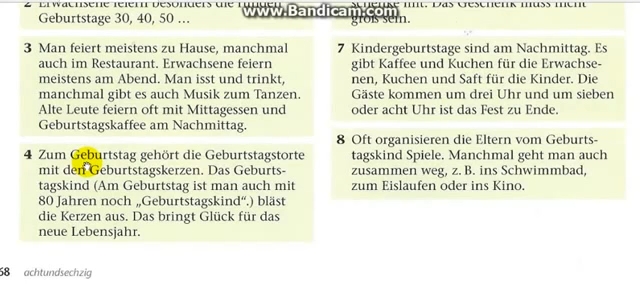 www.Bandicam.com
2 Erwachsene feiern besonders die runden
Geburtstage 30, 40, 50 ...
3 Man feiert meistens zu Hause, manchmal
auch im Restaurant. Erwachsene feiern
meistens am Abend. Man isst und trinkt,
manchmal gibt es auch Musik zum Tanzen.
Alte Leute feiern oft mit Mittagessen und
Geburtstagskaffee am Nachmittag.
4 Zum Geburtstag gehört die Geburtstagstorte
mit den Geburtstagskerzen. Das Geburts-
tagskind (Am Geburtstag ist man auch mit
80 Jahren noch „Geburtstagskind“.) bläst
die Kerzen aus. Das bringt Glück für das
neue Lebensjahr.
mit. Das Geschenk muss nicht
groß sein.
7 Kindergeburtstage sind am Nachmittag. Es
gibt Kaffee und Kuchen für die Erwachse-
nen, Kuchen und Saft für die Kinder. Die
Gäste kommen um drei Uhr und um sieben
oder acht Uhr ist das Fest zu Ende.
8 Oft organisieren die Eltern vom Geburts-
tagskind Spiele. Manchmal geht man auch
zusammen weg, z. B. ins Schwimmbad,
zum Eislaufen oder ins Kino.
68 achtundsechzig